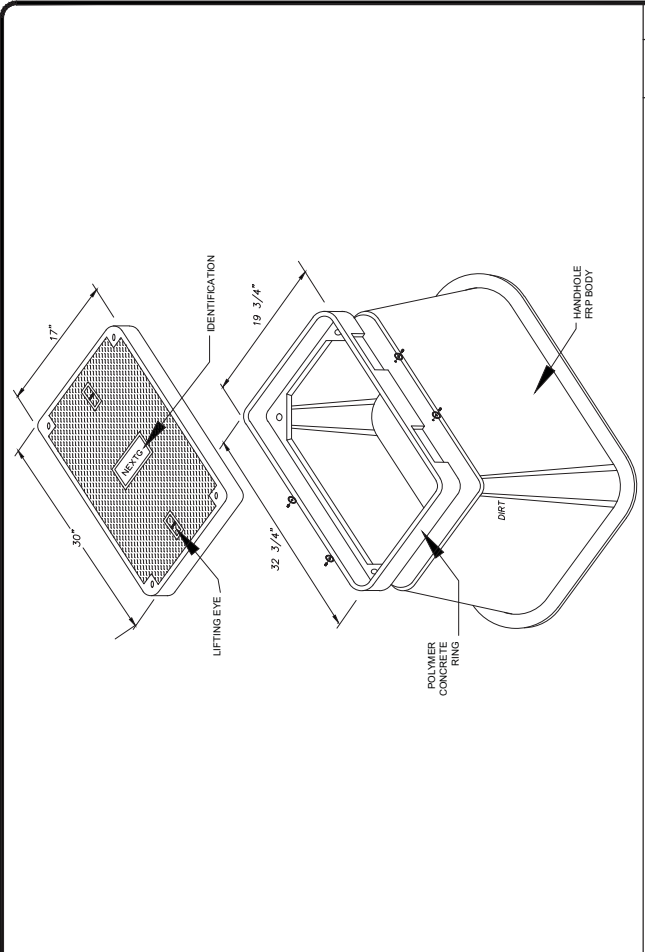 17"
30"
IDENTIFICATION
NEXTG
LIFTING EYE
19 3/4"
32 3/4"
POLYMER
CONCRETE
RING
DIRT
HANDHOLE
FRP BODY